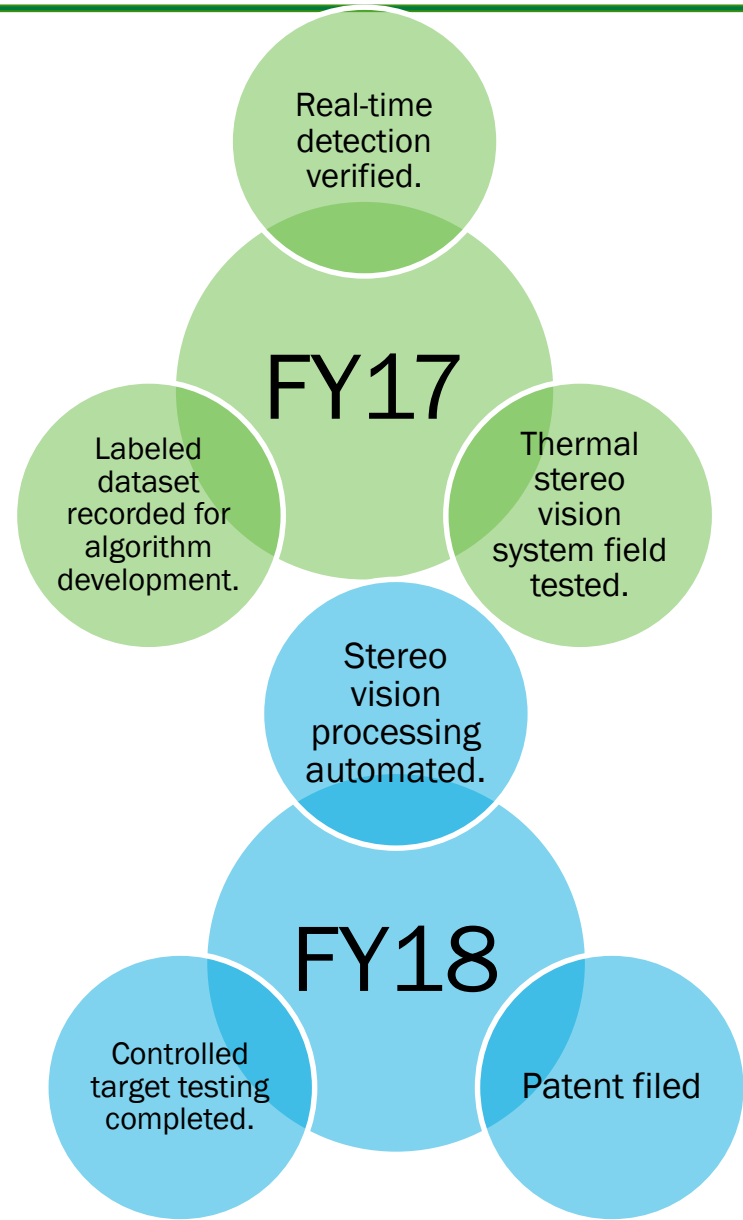 Real-time
detection
verified.
FY17
Labeled
dataset
recorded for
algorithm
development.
Thermal
stereo
vision
system field
tested.
Stereo
vision
processing
automated.
FY18
Controlled
target testing
completed.
Patent filed